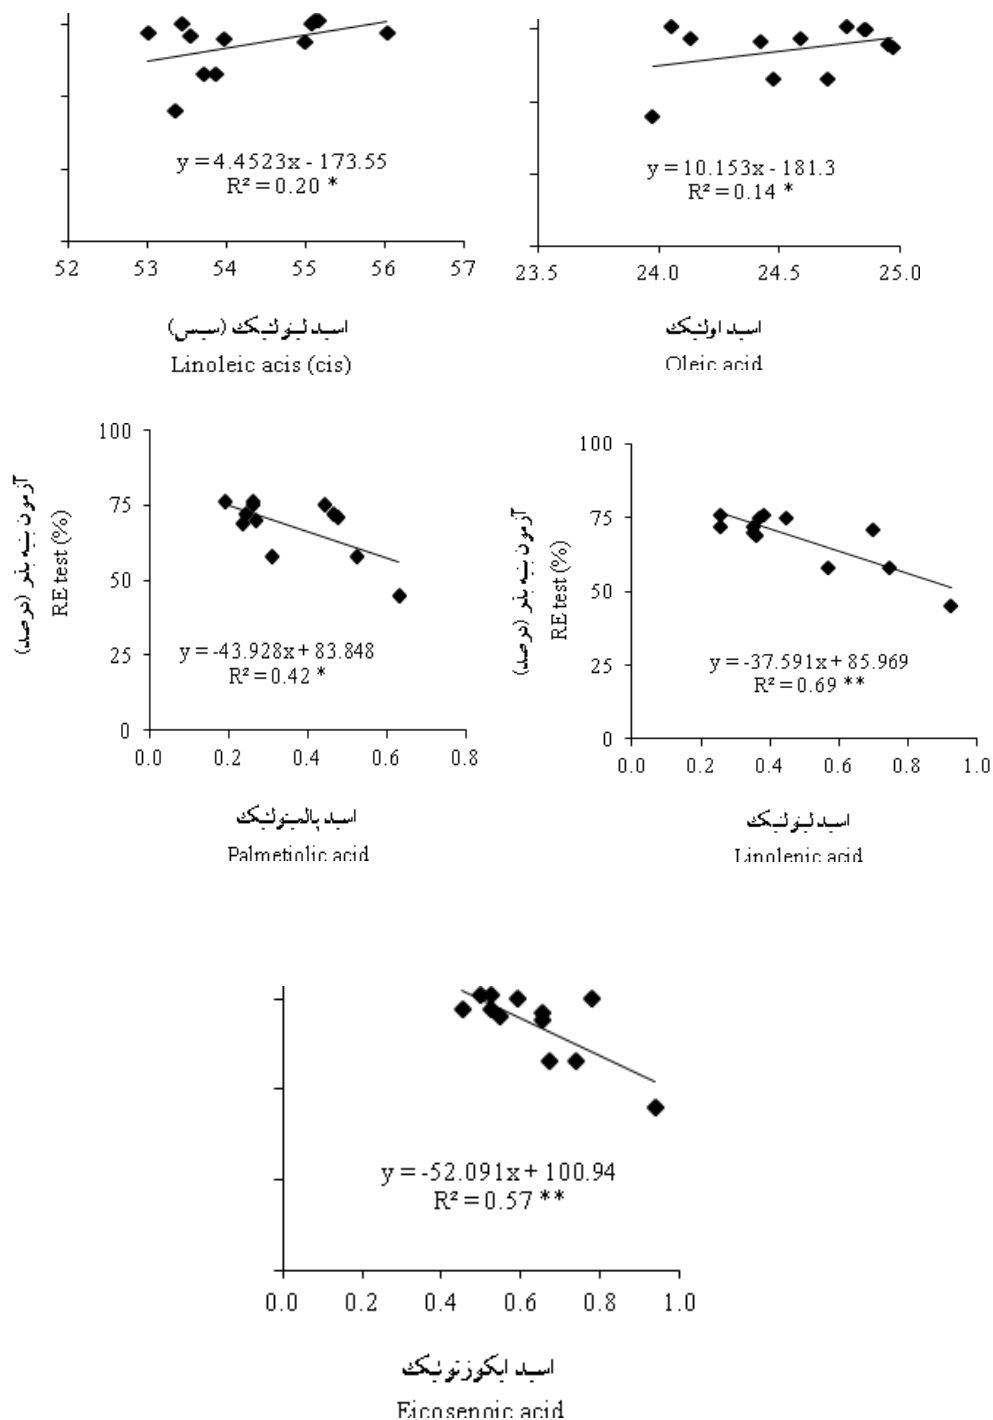 y = 4.4523x - 173.55
R² = 0.20 *
52 53 54 55 56 57
اسید لینولئیک (سیس)
Linoleic acis (cis)
y = 10.153x - 181.3
R² = 0.14 *
23.5 24.0 24.5 24.6 25.0
اسید اولئیک
Oleic acid
آزمون بنیه بذر (درصد)
RE test (%)
100
75
50
25
0
y = -43.928x + 83.848
R² = 0.42 *
0.0 0.2 0.4 0.6 0.8
اسید پالمیتولئیک
Palmetiolic acid
آزمون بنیه بذر (درصد)
RE test (%)
100
75
50
25
0
y = -37.591x + 85.969
R² = 0.69 **
0.0 0.2 0.4 0.6 0.8 1.0
اسید لینولنیک
Linolenic acid
y = -52.091x + 100.94
R² = 0.57 **
0.0 0.2 0.4 0.6 0.8 1.0
اسید ایکوزنوئیک
Eicosenoic acid